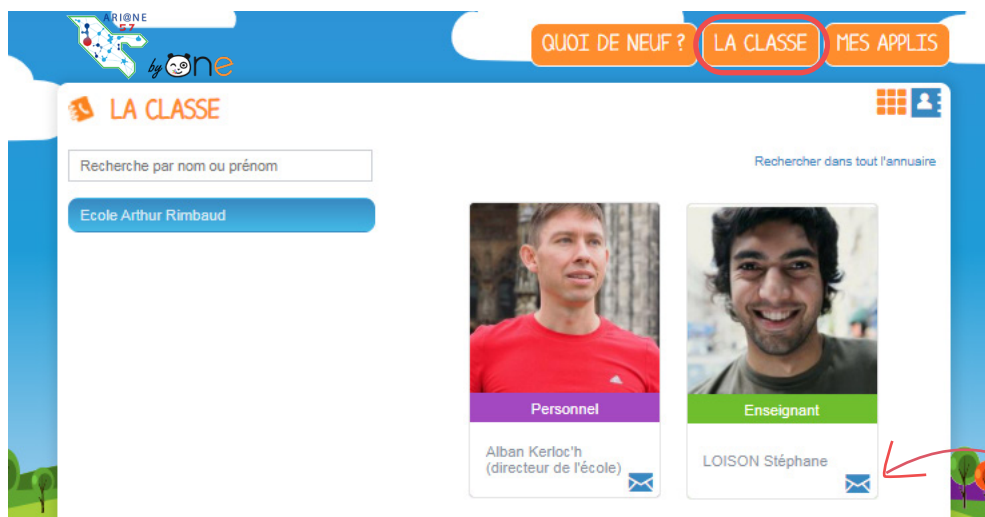 ARI@NE
57
by One
QUOI DE NEUF ?
LA CLASSE
MES APPLIS
LA CLASSE
Recherche par nom ou prénom
Rechercher dans tout l'annuaire
Ecole Arthur Rimbaud
Personnel
Enseignant
Alban Kerloc'h
(directeur de l'école)
LOISON Stéphane